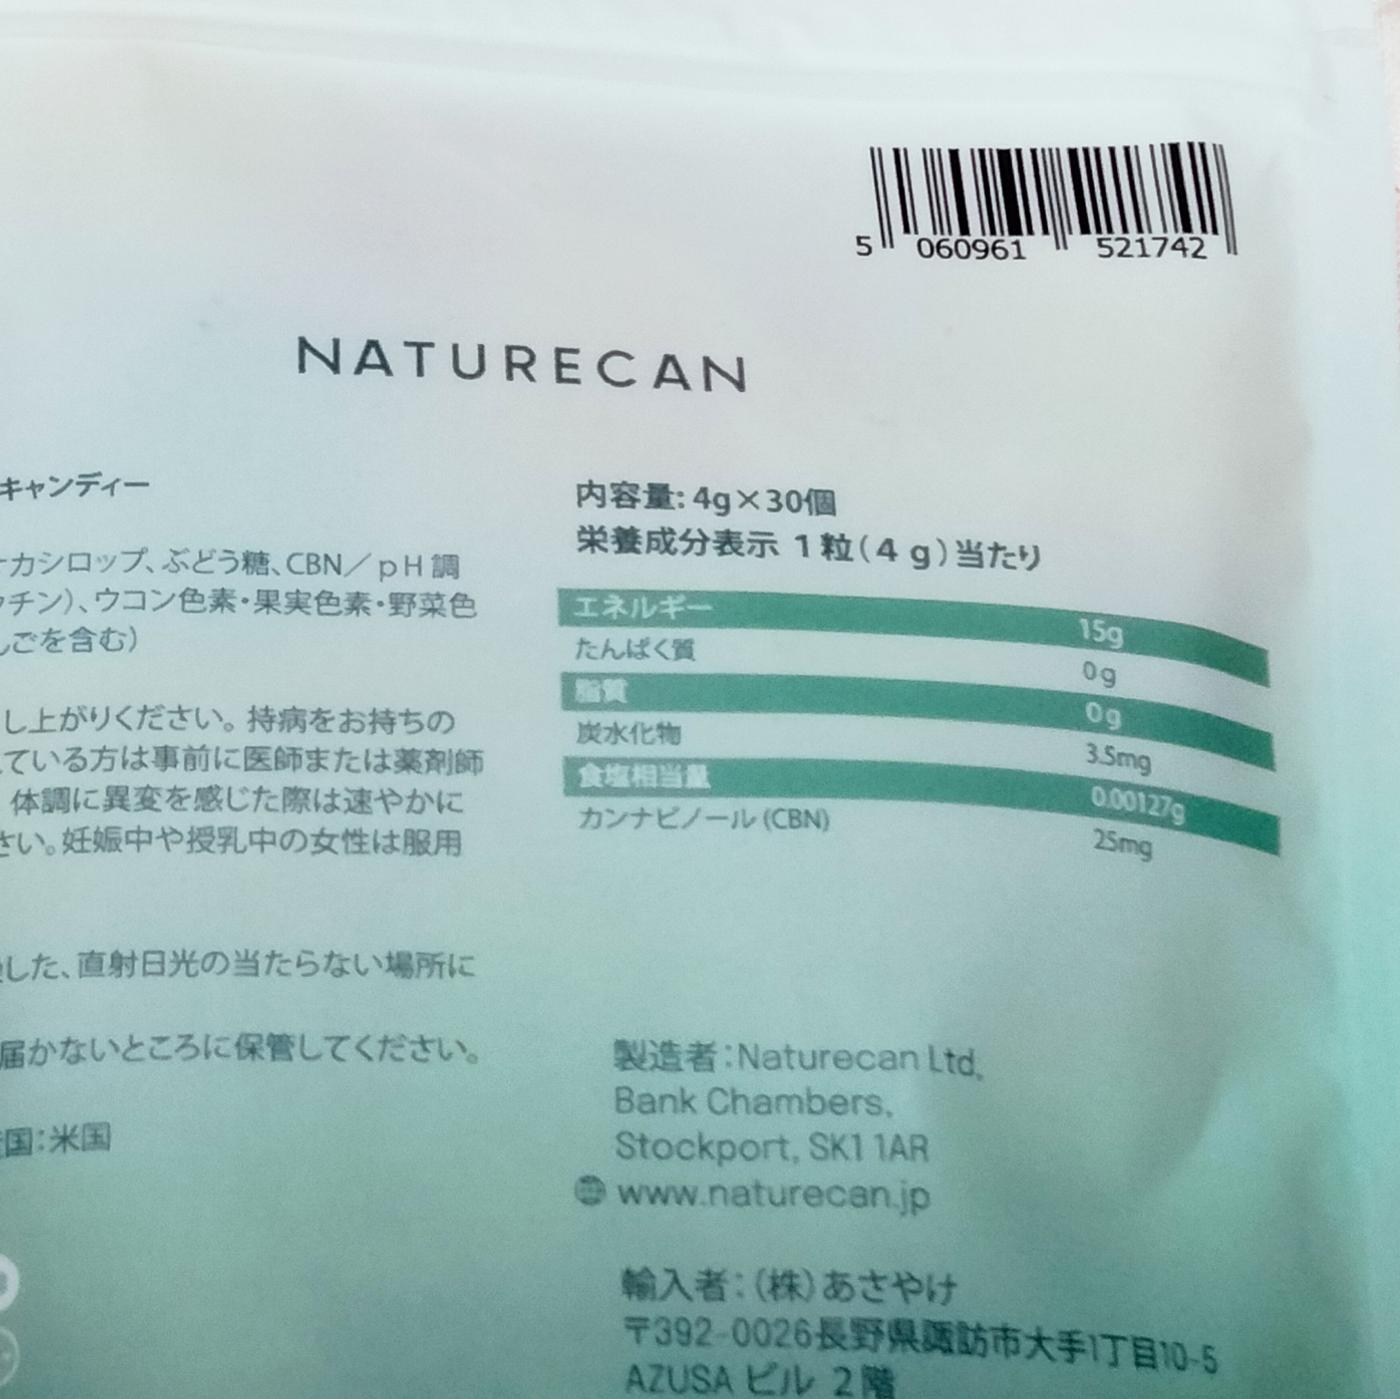 5 060961 521742
NATURECAN
キャンディー
カシロップ、ぶどう糖、CBN／pH調
チン)、ウコン色素・果実色素・野菜色
ごを含む)
し上がりください。持病をお持ちの
ている方は事前に医師または薬剤師
体調に異変を感じた際は速やかに
さい。妊娠中や授乳中の女性は服用
した、直射日光の当たらない場所に
届かないところに保管してください。
国:米国
内容量: 4g×30個
栄養成分表示 1粒(4g)当たり
エネルギー 15g
たんぱく質 0g
脂質 0g
炭水化物 3.5mg
食塩相当量 0.00127g
カンナビノール(CBN) 25mg
製造者:Naturecan Ltd,
Bank Chambers,
Stockport, SK1 1AR
www.naturecan.jp
輸入者:(株)あさやけ
〒392-0026長野県諏訪市大手1丁目10-5
AZUSAビル 2階